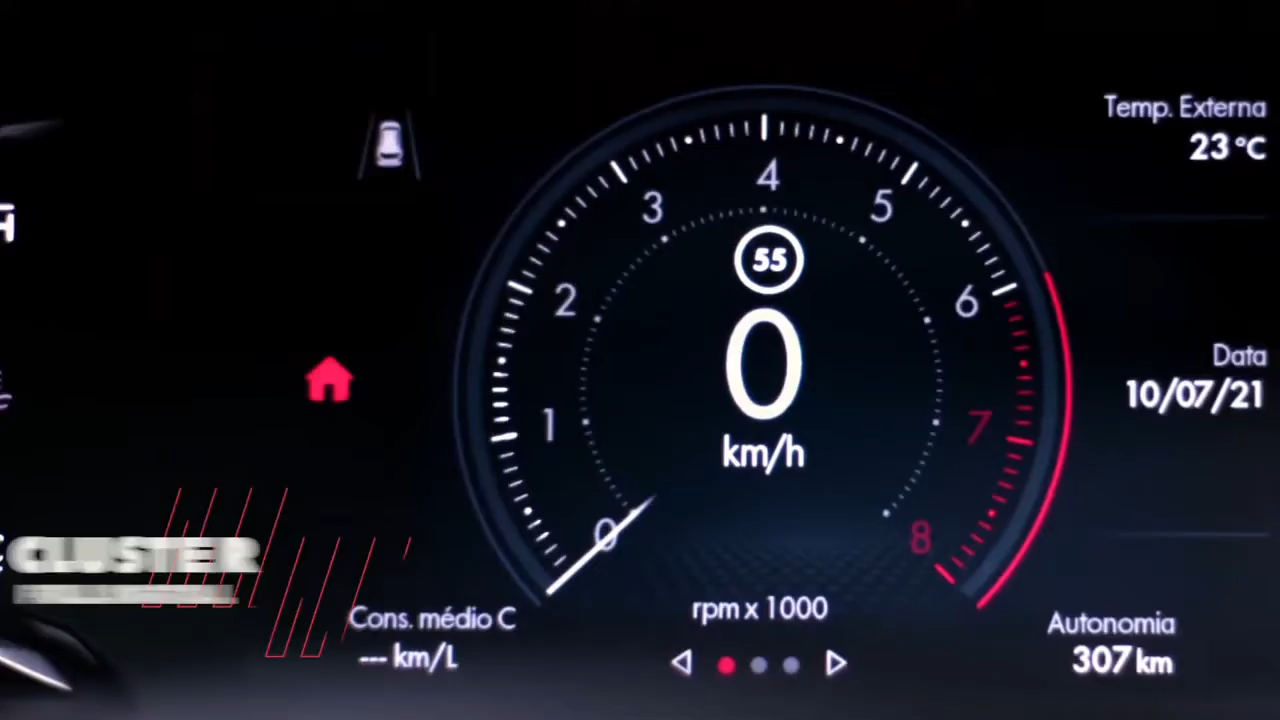 Temp. Externa
23 °C
4
3
5
55
2
6
0
1
7
km/h
0
8
Data
10/07/21
CLUSTER
Cons. médio C
--- km/L
rpm x 1000
Autonomia
307 km